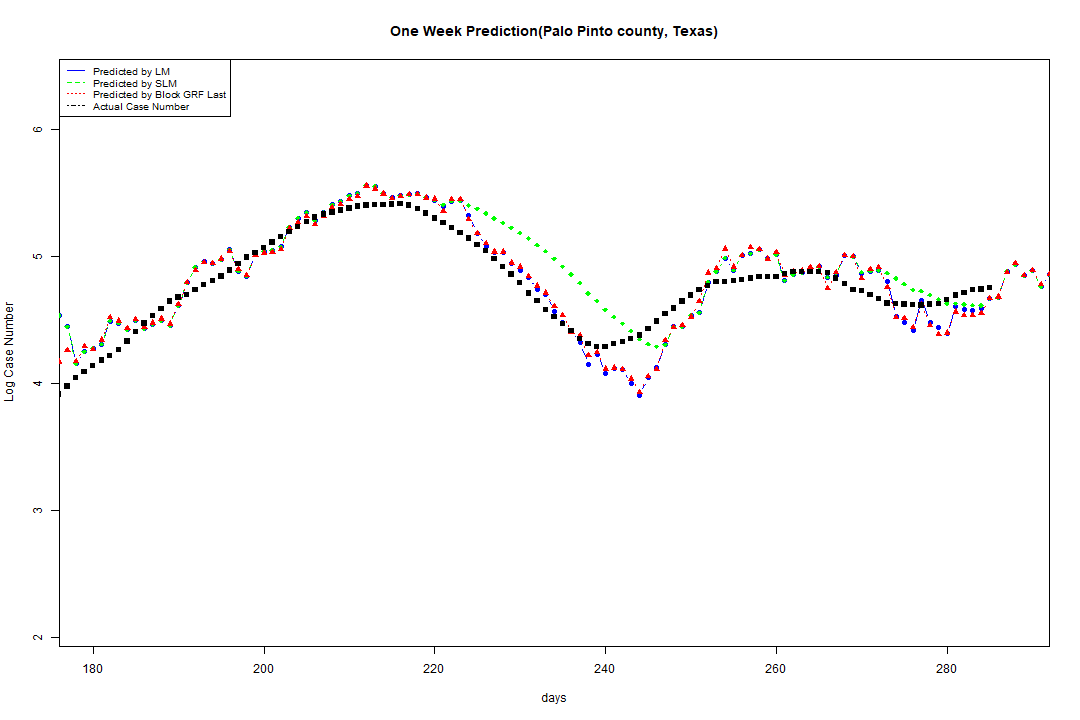 One Week Prediction(Palo Pinto county, Texas)
Predicted by LM
Predicted by SLM
Predicted by Block GRF Last
Actual Case Number
6
5
4
3
2
Log Case Number
180 200 220 240 260 280
days